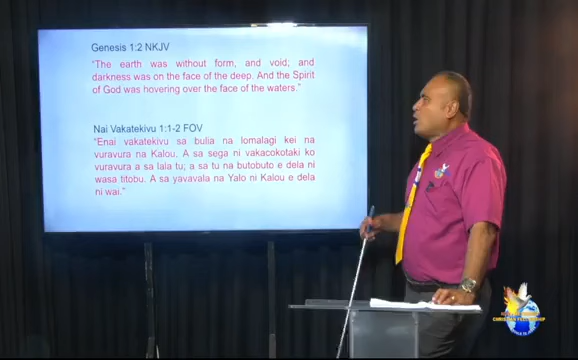 Genesis 1:2 NKJV
"The earth was without form, and void; and
darkness was on the face of the deep. And the Spirit
of God was hovering over the face of the waters."
Nai Vakatekivu 1:1-2 FOV
"Enai vakatekivu sa bulia na lomalagi kei na
vuravura na Kalou. A sa sega ni vakacokotaki ko
vuravura a sa lala tu; a sa tu na butobuto e dela ni
wasa titobu. A sa yavavala na Yalo ni Kalou e dela
ni wai."
CHRISTIAN FELLOWSHIP